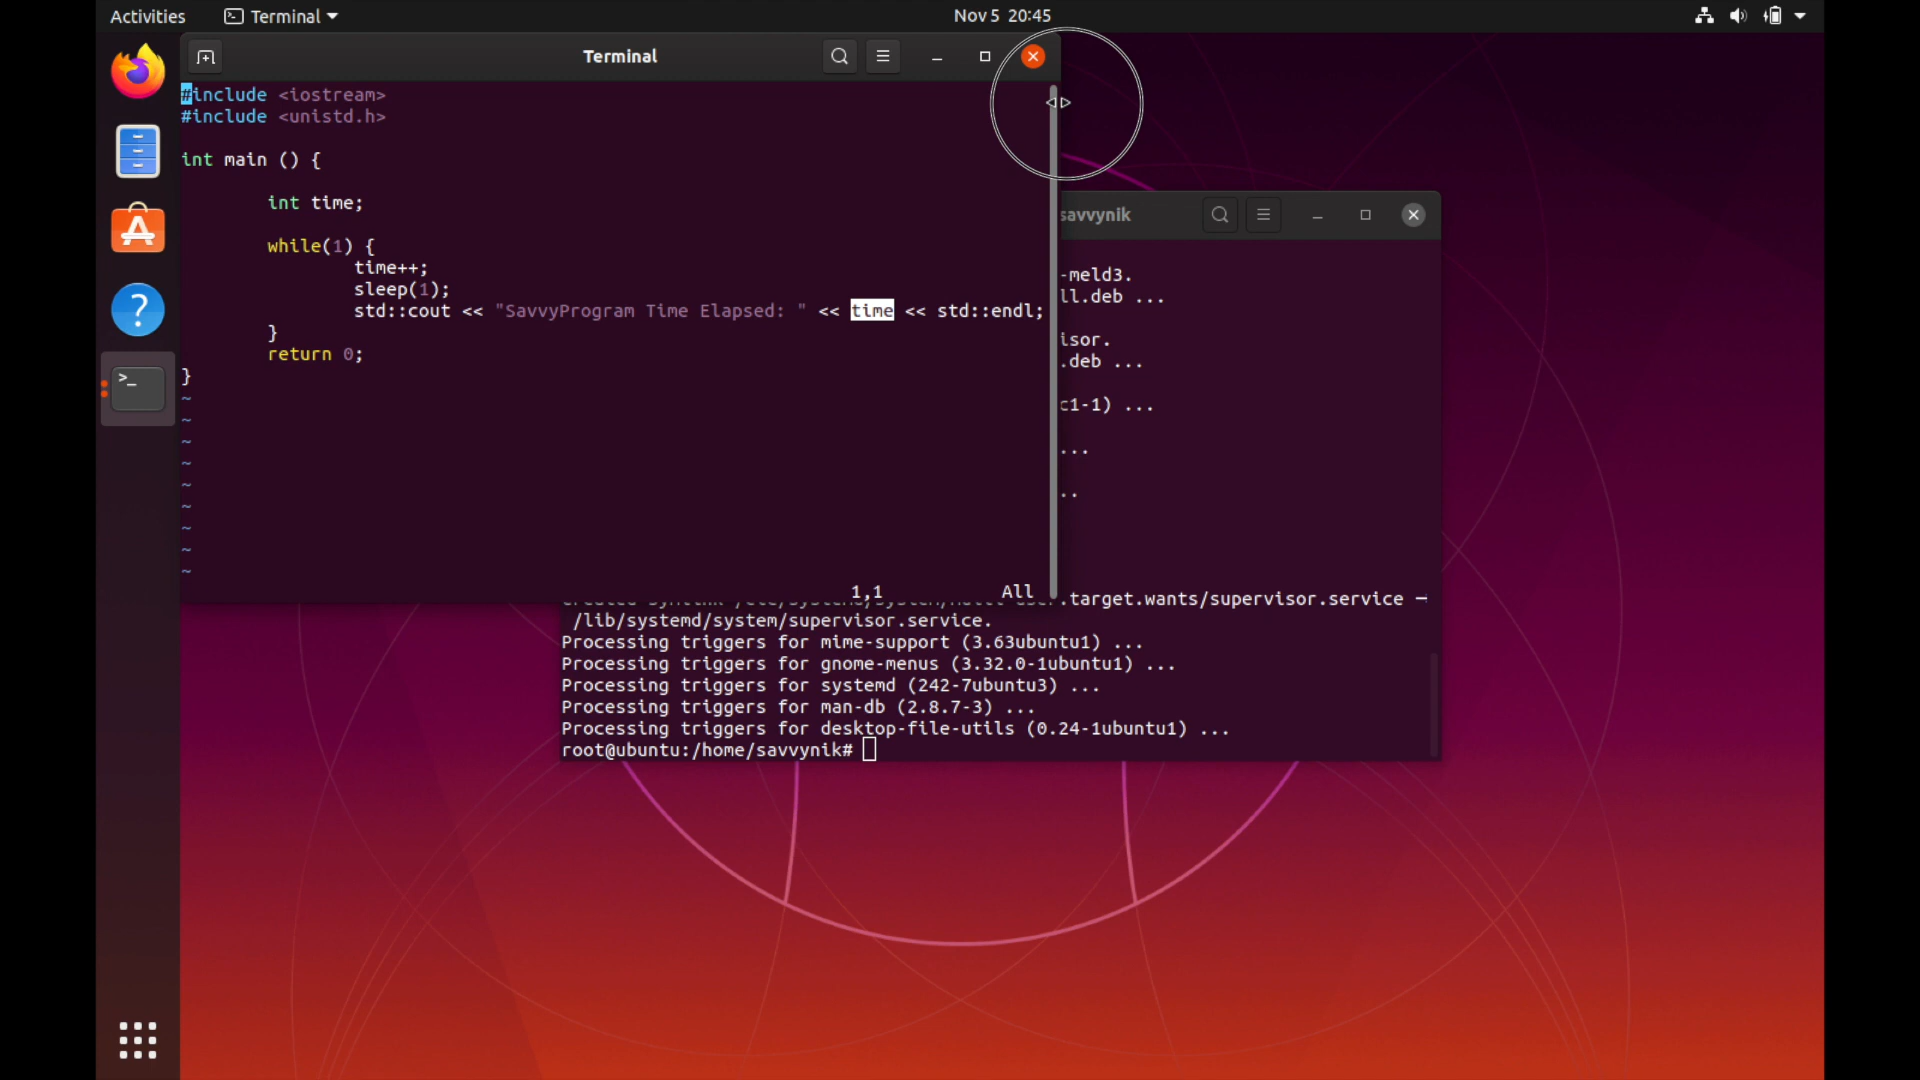 Activities Terminal Nov 5 20:45
Terminal
#include <iostream>
#include <unistd.h>
int main () {
int time;
while(1) {
time++;
sleep(1);
std::cout << "SavvyProgram Time Elapsed: " << time << std::endl;
}
return 0;
}
~
~
~
~
~
~
~
~
~
1,1 All
savvynik
-meld3.
ll.deb ...
isor.
.deb ...
c1-1) ...
...
..
.target.wants/supervisor.service →
/lib/systemd/system/supervisor.service.
Processing triggers for mime-support (3.63ubuntu1) ...
Processing triggers for gnome-menus (3.32.0-1ubuntu1) ...
Processing triggers for systemd (242-7ubuntu3) ...
Processing triggers for man-db (2.8.7-3) ...
Processing triggers for desktop-file-utils (0.24-1ubuntu1) ...
root@ubuntu:/home/savvynik#